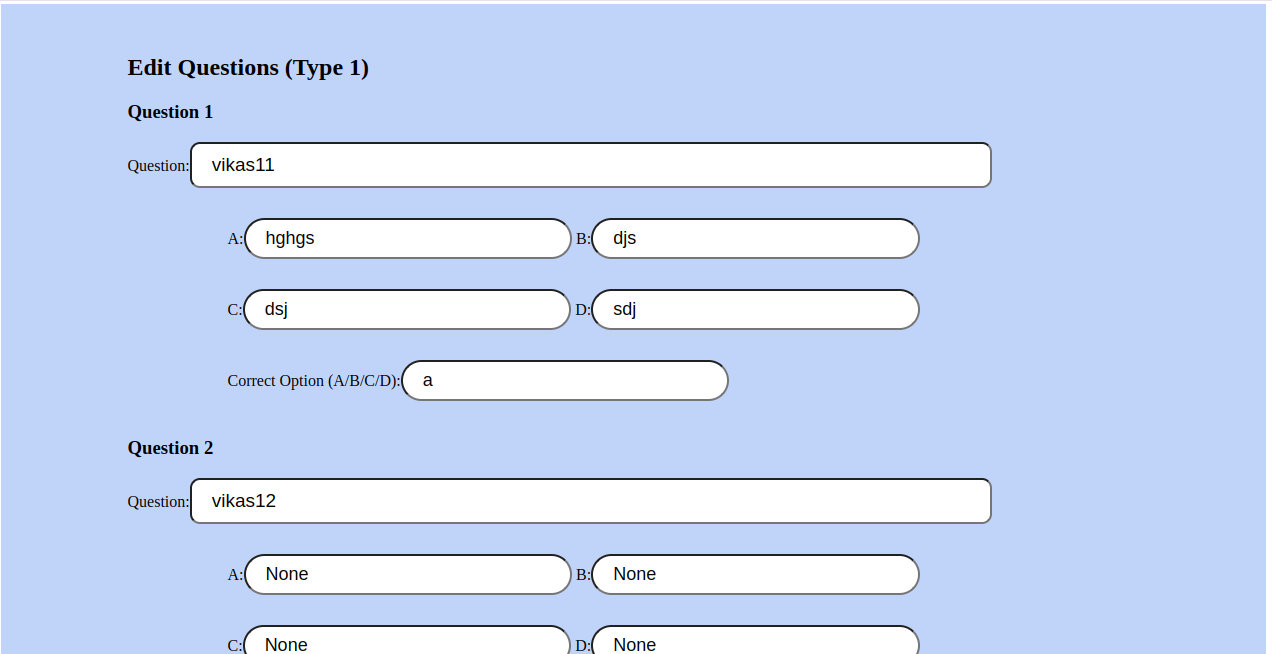 Edit Questions (Type 1)
Question 1
Question: vikas11
A: hghgs B: djs
C: dsj D: sdj
Correct Option (A/B/C/D): a
Question 2
Question: vikas12
A: None B: None
C: None D: None